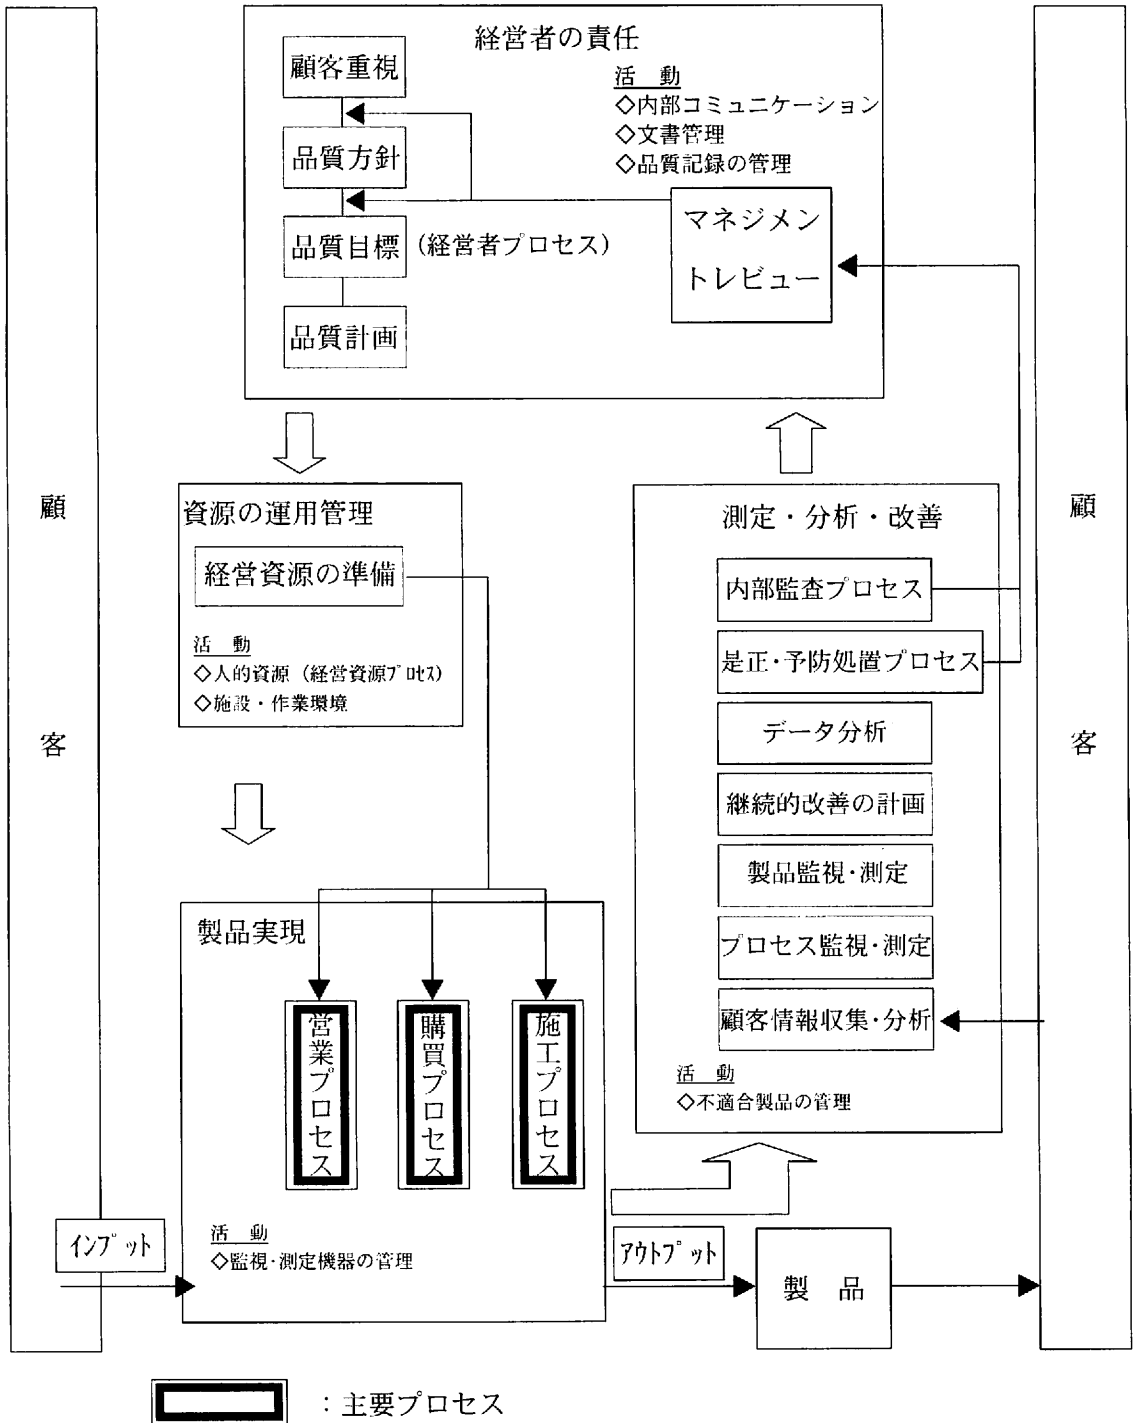 経営者の責任
顧客重視
品質方針
品質目標
(経営者プロセス)
品質計画
活 動
◇内部コミュニケーション
◇文書管理
◇品質記録の管理
マネジメン
トレビュー
顧
客
資源の運用管理
経営資源の準備
活 動
◇人的資源(経営資源ﾌﾟﾛｾｽ)
◇施設・作業環境
測定・分析・改善
内部監査プロセス
是正・予防処置プロセス
データ分析
継続的改善の計画
製品監視・測定
プロセス監視・測定
顧客情報収集・分析
活 動
◇不適合製品の管理
顧
客
製品実現
営業プロセス
購買プロセス
施工プロセス
活 動
◇監視・測定機器の管理
ｲﾝﾌﾟｯﾄ
ｱｳﾄﾌﾟｯﾄ
製 品
:主要プロセス